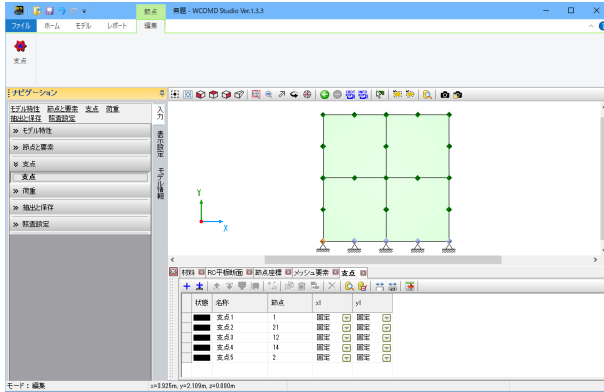 節点
無題 - WCOMD Studio Ver.1.3.3
ファイル ホーム モデル レポート 編集
支点
ナビゲーション
モデル特性 節点と要素 支点 荷重
抽出と保存 照査設定
モデル特性
節点と要素
支点
支点
荷重
抽出と保存
照査設定
入力
表示設定
モデル情報
Y
X
材料 RC平板断面 節点座標 メッシュ要素 支点
状態 名称 節点 xl yl
支点1 1 固定 固定
支点2 21 固定 固定
支点3 12 固定 固定
支点4 14 固定 固定
支点5 2 固定 固定
モード : 編集
x=3.925m, y=2.109m, z=0.000m